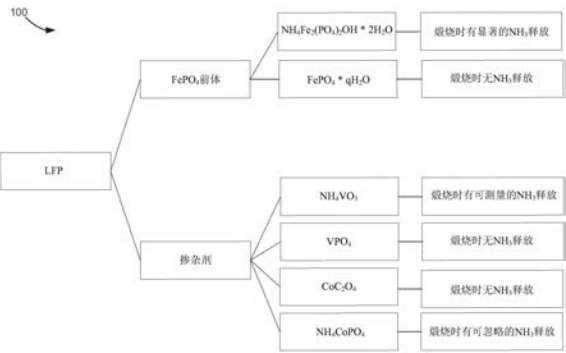 100
NH₄Fe₂(PO₄)₂OH * 2H₂O
煅烧时有显著的NH₃释放
FePO₄前体
FePO₄ * qH₂O
煅烧时无NH₃释放
LFP
NH₄VO₃
煅烧时有可测量的NH₃释放
VPO₄
煅烧时无NH₃释放
掺杂剂
CoC₂O₄
煅烧时无NH₃释放
NH₄CoPO₄
煅烧时有可忽略的NH₃释放